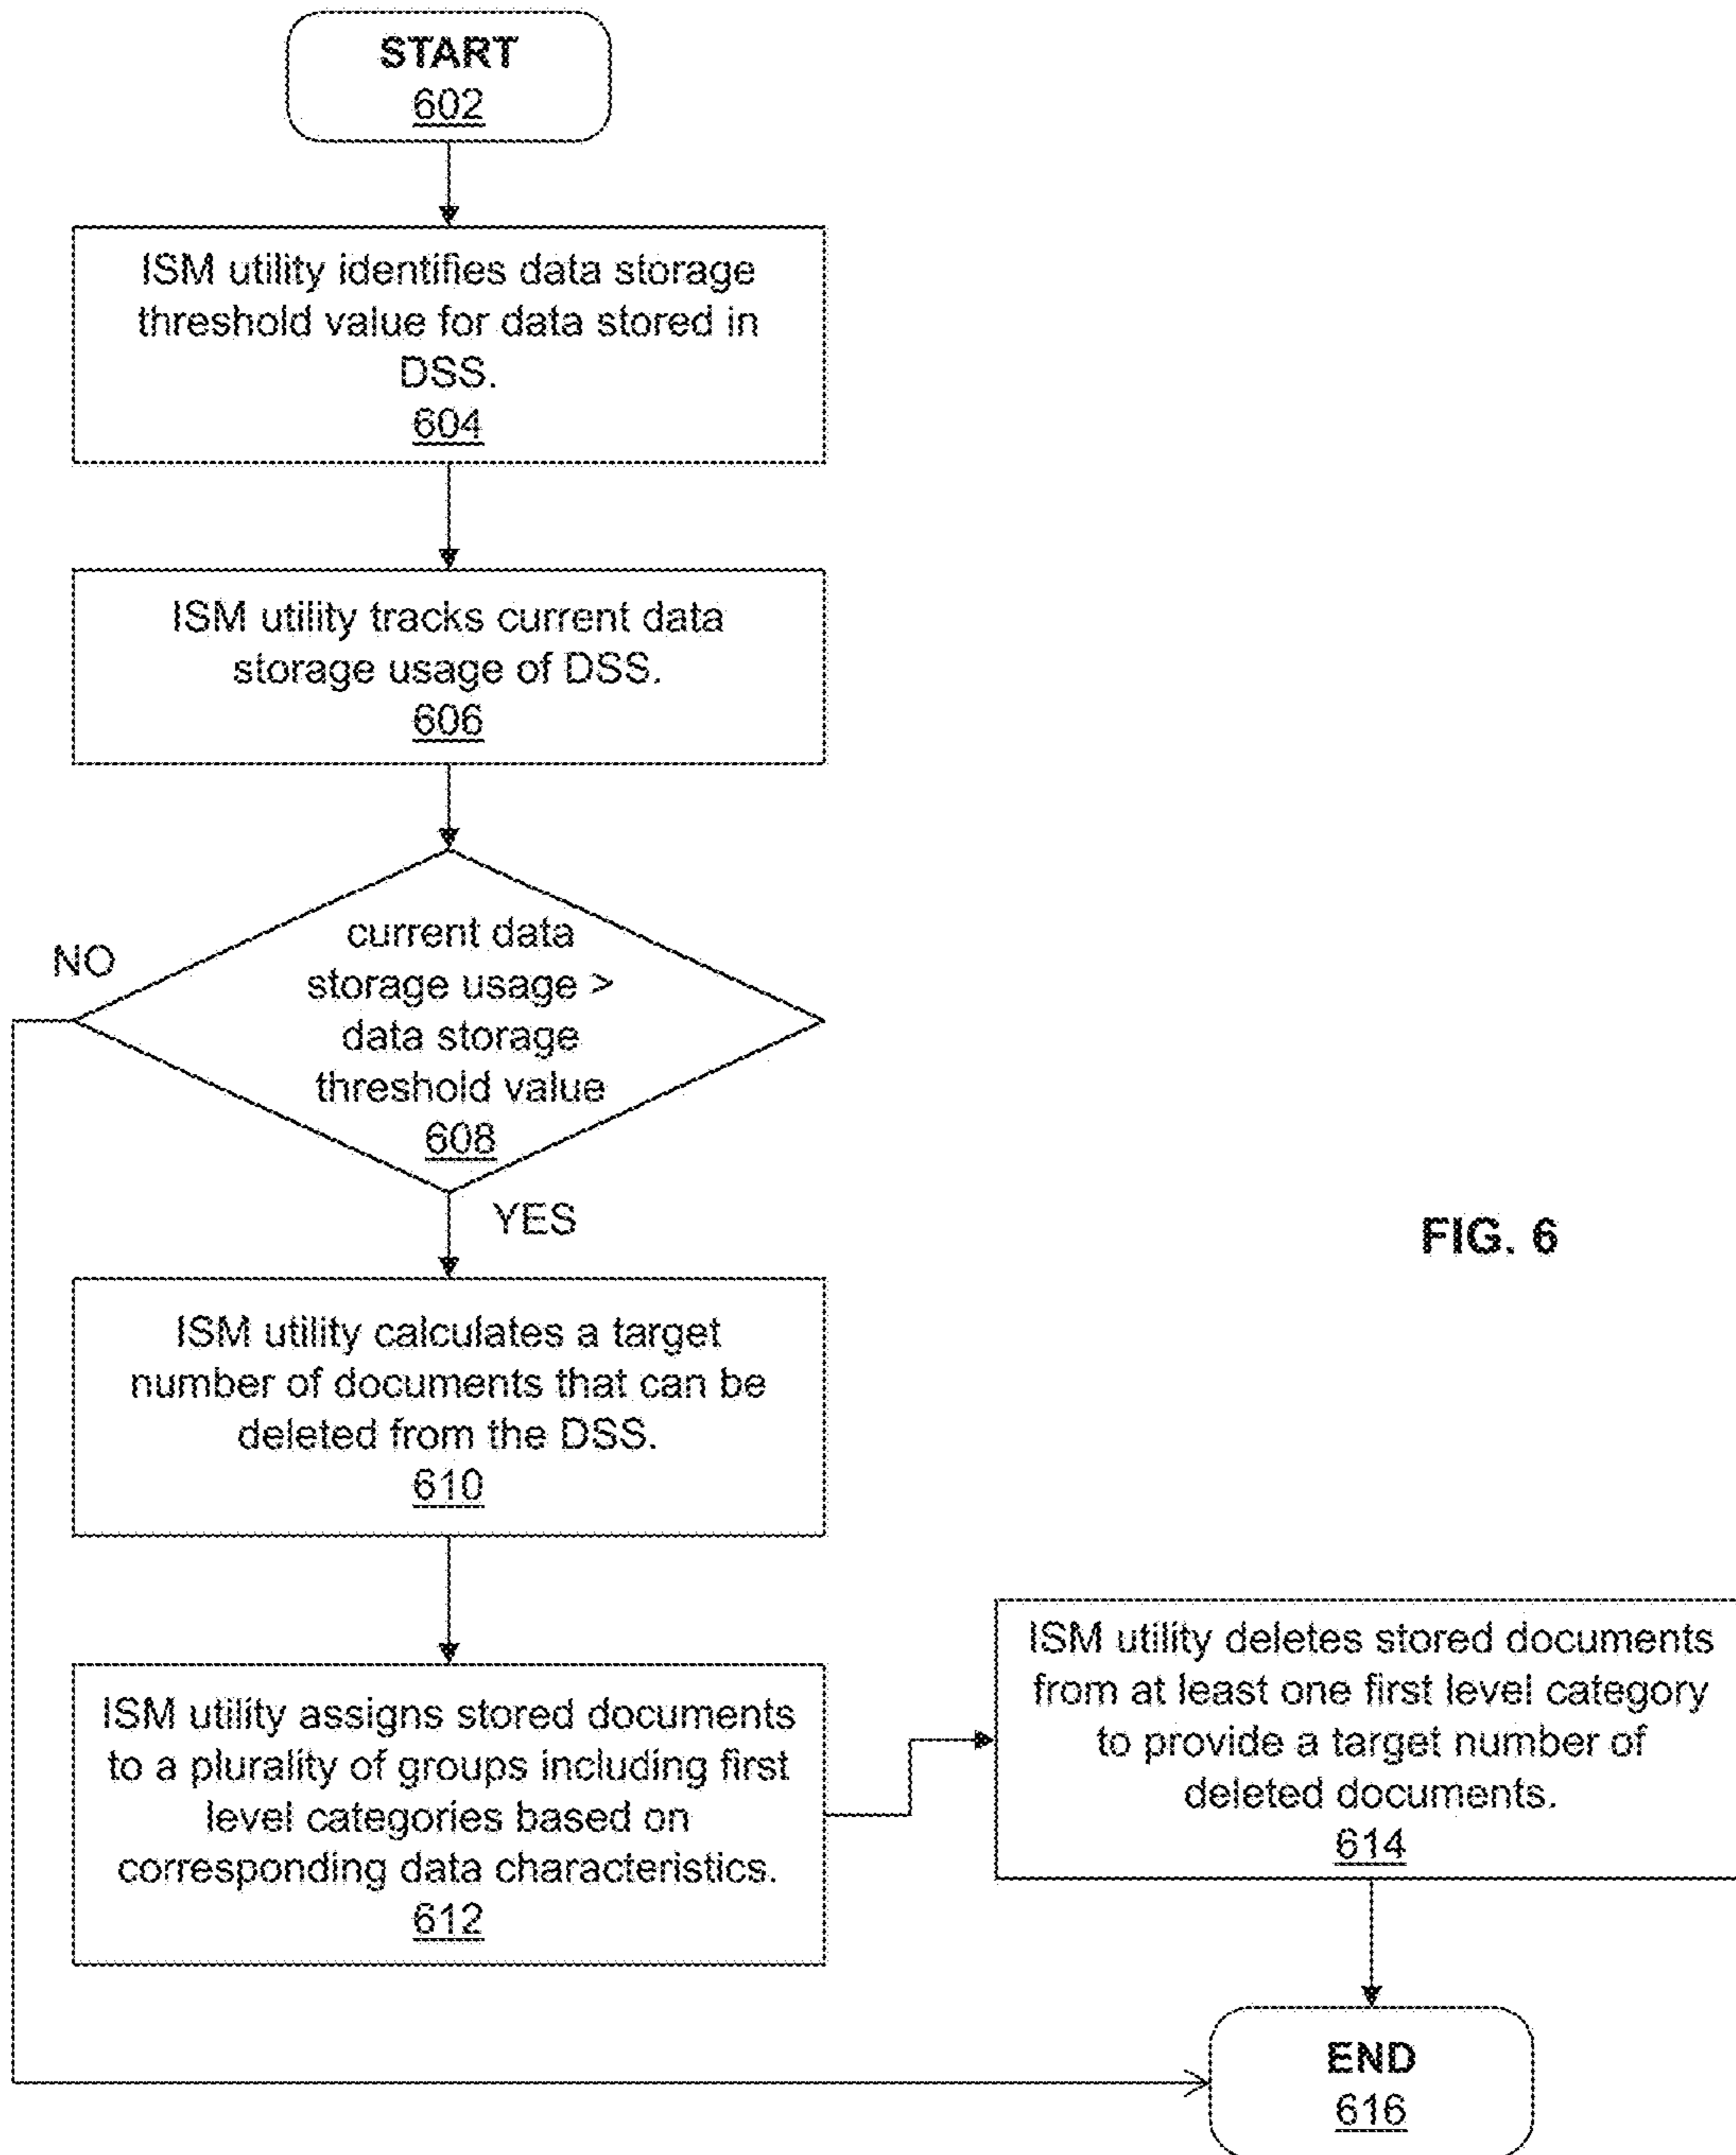 START
602
ISM utility identifies data storage
threshold value for data stored in
DSS.
604
ISM utility tracks current data
storage usage of DSS.
606
current data
storage usage >
data storage
threshold value
608
NO
YES
ISM utility calculates a target
number of documents that can be
deleted from the DSS.
610
ISM utility assigns stored documents
to a plurality of groups including first
level categories based on
corresponding data characteristics.
612
ISM utility deletes stored documents
from at least one first level category
to provide a target number of
deleted documents.
614
END
616
FIG. 6